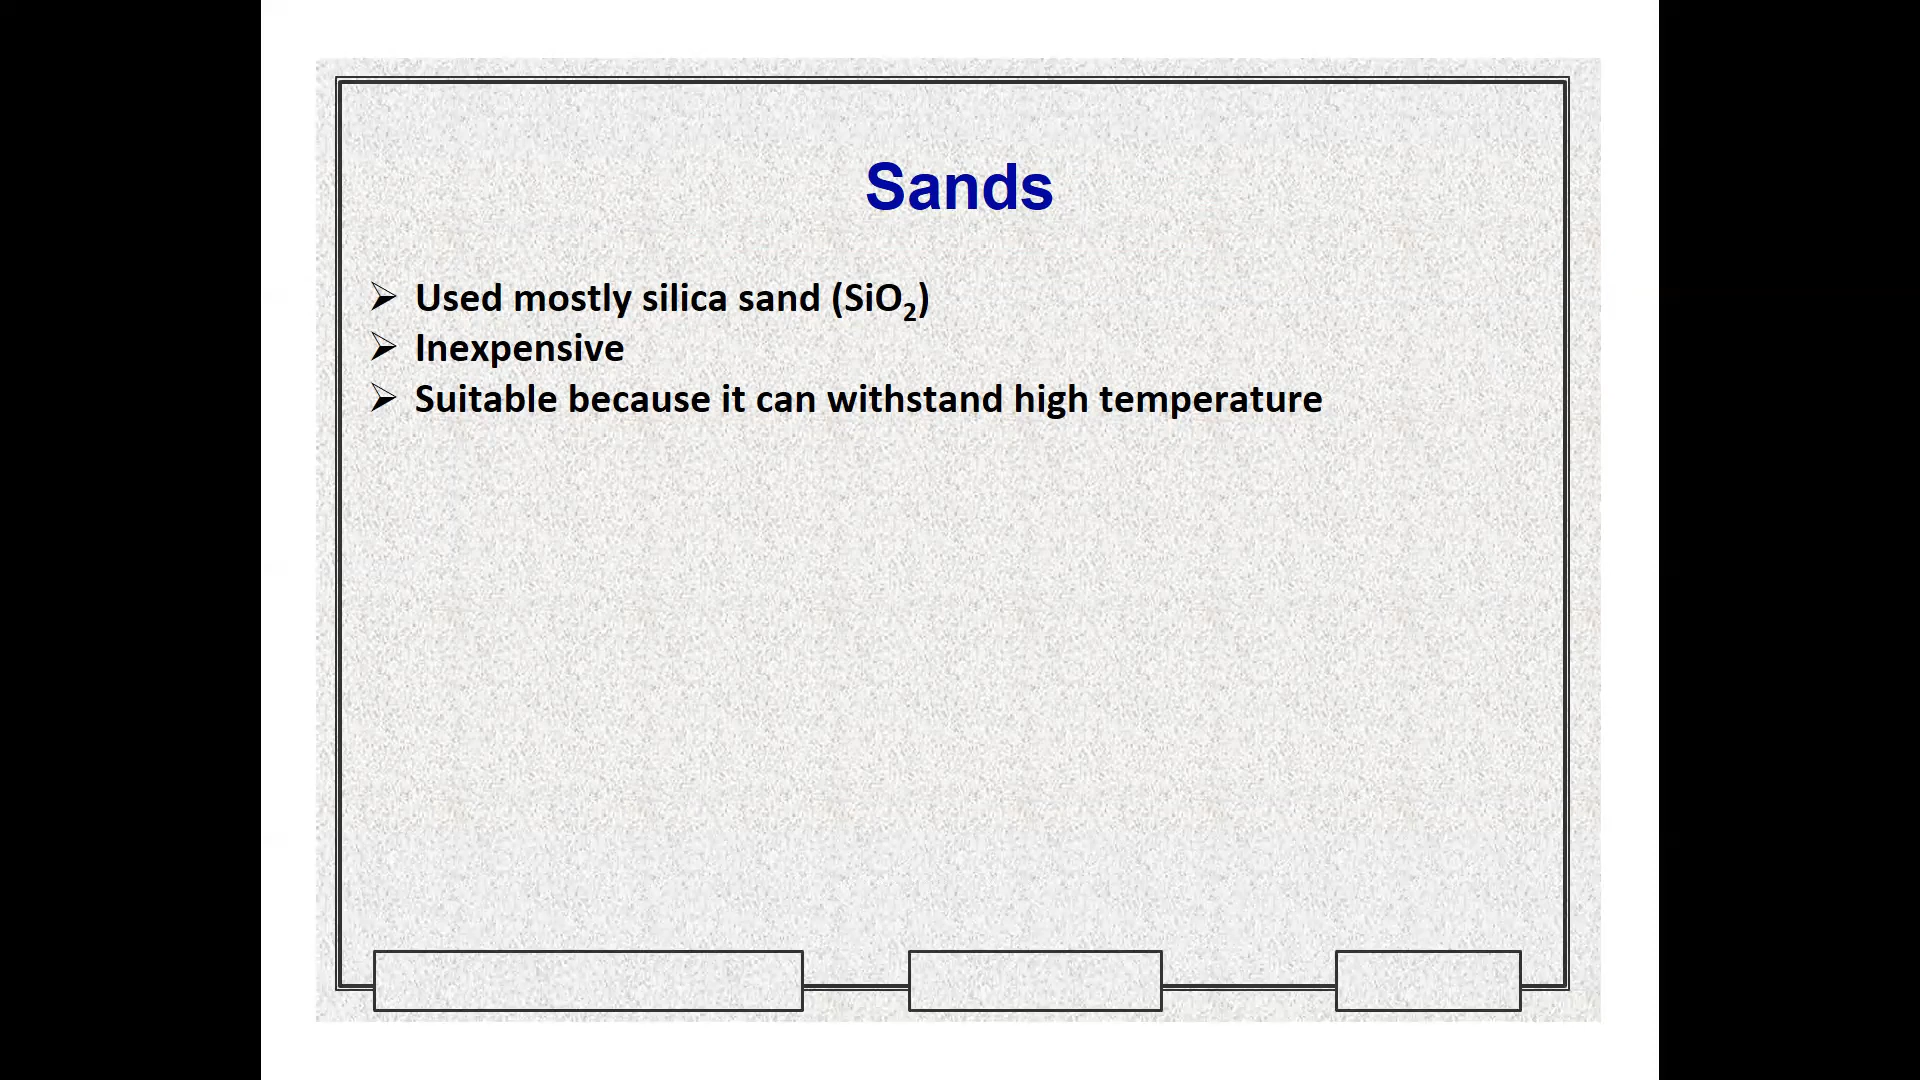 Sands
➢ Used mostly silica sand (SiO₂)
➢ Inexpensive
➢ Suitable because it can withstand high temperature